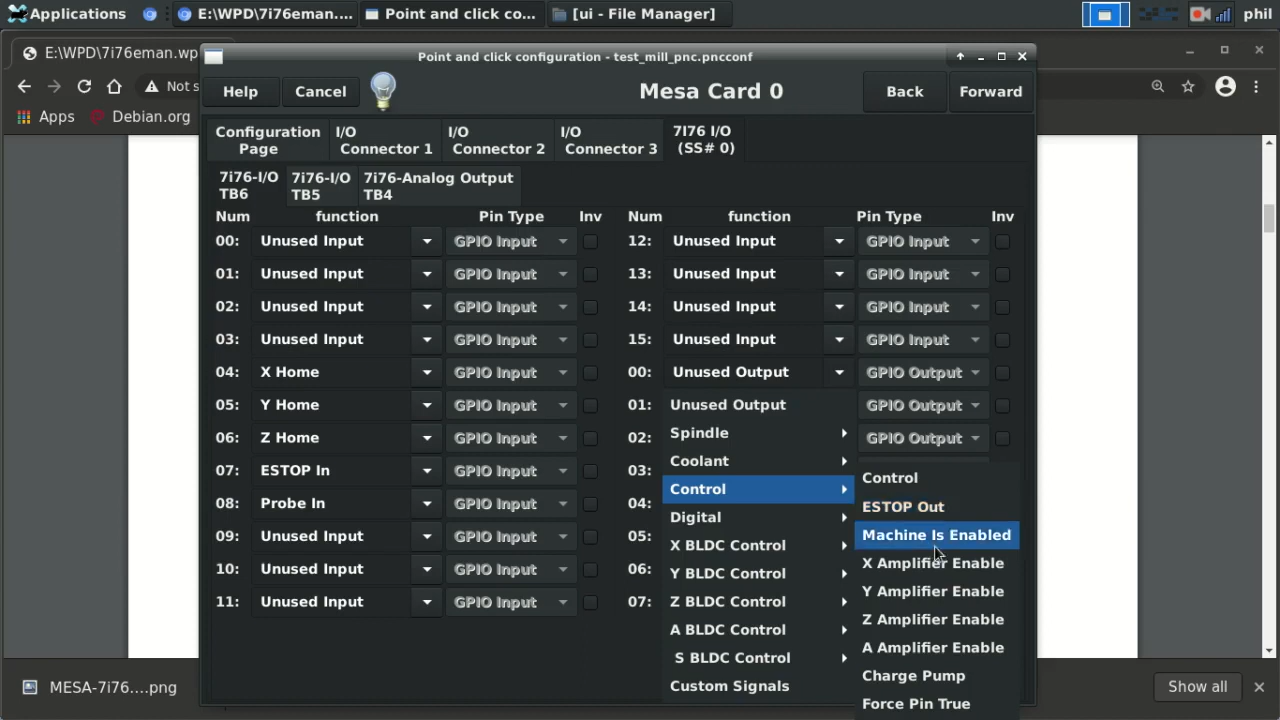 Applications
E:\WPD\7i76eman....
Point and click co...
[ui - File Manager]
phil
E:\WPD\7i76eman.wp
Point and click configuration - test_mill_pnc.pncconf
Not s
Apps
Debian.org
Help
Cancel
Mesa Card 0
Back
Forward
Configuration
Page
I/O
Connector 1
I/O
Connector 2
I/O
Connector 3
7I76 I/O
(SS# 0)
7i76-I/O
TB6
7i76-I/O
TB5
7i76-Analog Output
TB4
Num function Pin Type Inv Num function Pin Type Inv
00: Unused Input GPIO Input 12: Unused Input GPIO Input
01: Unused Input GPIO Input 13: Unused Input GPIO Input
02: Unused Input GPIO Input 14: Unused Input GPIO Input
03: Unused Input GPIO Input 15: Unused Input GPIO Input
04: X Home GPIO Input 00: Unused Output GPIO Output
05: Y Home GPIO Input 01: GPIO Output
06: Z Home GPIO Input 02: GPIO Output
07: ESTOP In GPIO Input 03:
08: Probe In GPIO Input 04:
09: Unused Input GPIO Input 05:
10: Unused Input GPIO Input 06:
11: Unused Input GPIO Input 07:
Unused Output
Spindle
Coolant
Control
Digital
X BLDC Control
Y BLDC Control
Z BLDC Control
A BLDC Control
S BLDC Control
Custom Signals
Control
ESTOP Out
Machine Is Enabled
X Amplifier Enable
Y Amplifier Enable
Z Amplifier Enable
A Amplifier Enable
Charge Pump
Force Pin True
MESA-7i76....png
Show all